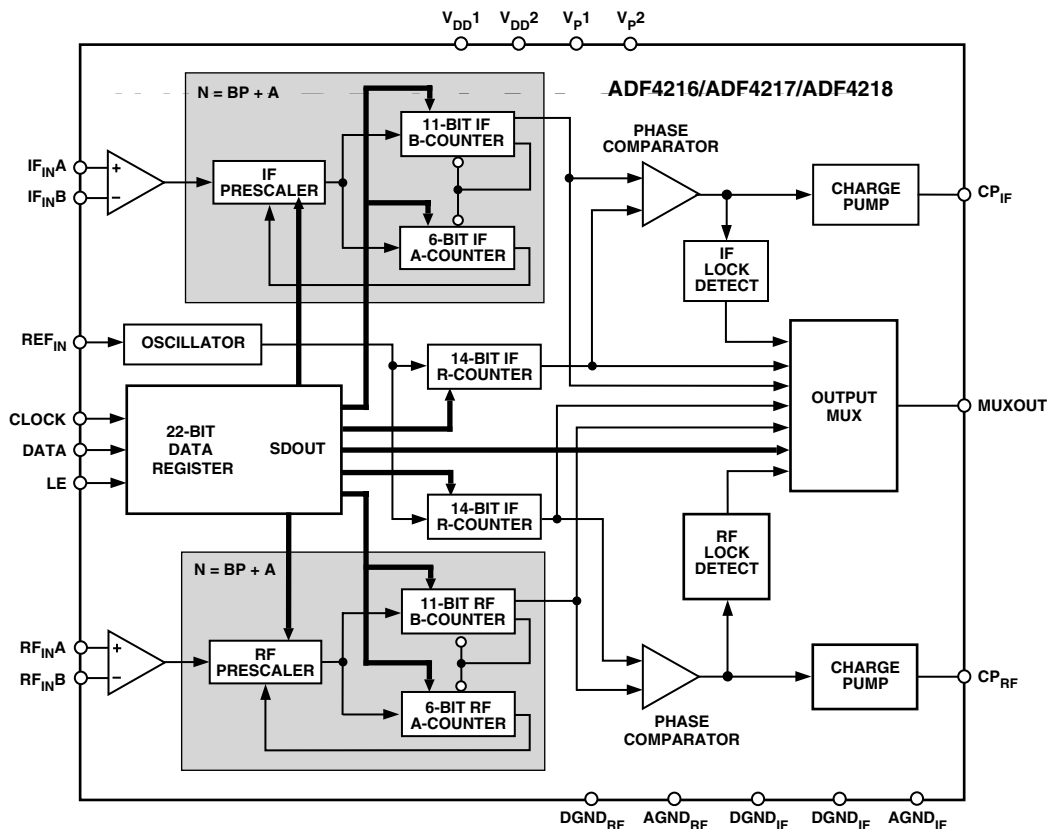 VDD1 VDD2 VP1 VP2
N = BP + A
ADF4216/ADF4217/ADF4218
11-BIT IF
B-COUNTER
PHASE
COMPARATOR
IFINA
+
IFINB
−
IF
PRESCALER
CHARGE
PUMP
CPIF
6-BIT IF
A-COUNTER
IF
LOCK
DETECT
REFIN
OSCILLATOR
14-BIT IF
R-COUNTER
OUTPUT
MUX
MUXOUT
CLOCK
DATA
LE
22-BIT
DATA
REGISTER
SDOUT
14-BIT IF
R-COUNTER
RF
LOCK
DETECT
N = BP + A
11-BIT RF
B-COUNTER
RFINA
+
RFINB
−
RF
PRESCALER
CHARGE
PUMP
CPRF
6-BIT RF
A-COUNTER
PHASE
COMPARATOR
DGNDRF AGNDRF DGNDIF DGNDIF AGNDIF